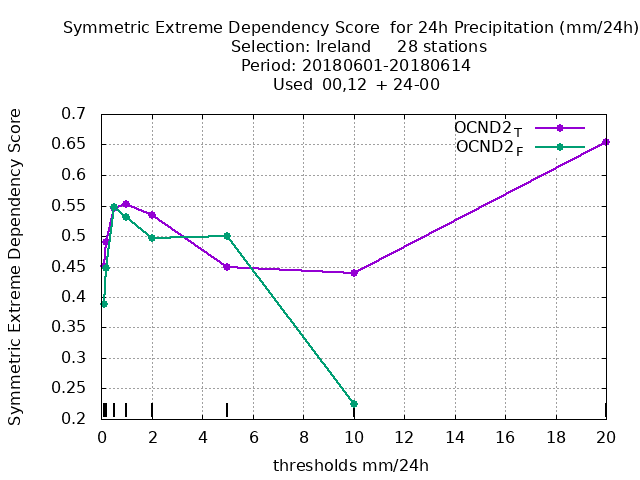 Symmetric Extreme Dependency Score  for 24h Precipitation (mm/24h)
Selection: Ireland     28 stations
Period: 20180601-20180614
Used  00,12  + 24-00
Symmetric Extreme Dependency Score
0.7
0.65
0.6
0.55
0.5
0.45
0.4
0.35
0.3
0.25
0.2
OCND2T
OCND2F
0 2 4 6 8 10 12 14 16 18 20
thresholds mm/24h